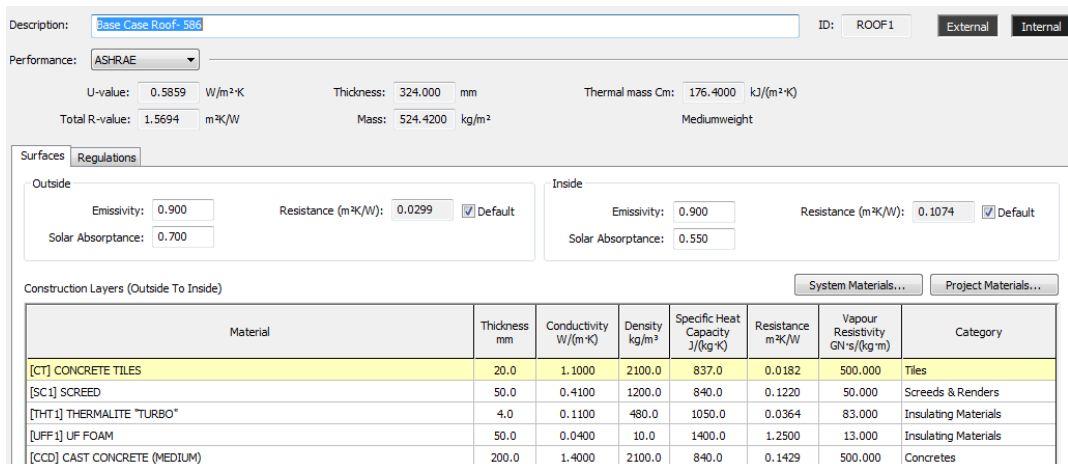 Description: Base Case Roof- 586 ID: ROOF1 External Internal
Performance: ASHRAE
U-value: 0.5859 W/m²·K Thickness: 324.000 mm Thermal mass Cm: 176.4000 kJ/(m²·K)
Total R-value: 1.5694 m²K/W Mass: 524.4200 kg/m² Mediumweight
Surfaces Regulations
Outside Inside
Emissivity: 0.900 Resistance (m²K/W): 0.0299 Default Emissivity: 0.900 Resistance (m²K/W): 0.1074 Default
Solar Absorptance: 0.700 Solar Absorptance: 0.550
Construction Layers (Outside To Inside) System Materials... Project Materials...
Material Thickness mm Conductivity W/(m·K) Density kg/m³ Specific Heat Capacity J/(kg·K) Resistance m²K/W Vapour Resistivity GN·s/(kg·m) Category
[CT] CONCRETE TILES 20.0 1.1000 2100.0 837.0 0.0182 500.000 Tiles
[SC1] SCREED 50.0 0.4100 1200.0 840.0 0.1220 50.000 Screeds & Renders
[THT1] THERMALITE "TURBO" 4.0 0.1100 480.0 1050.0 0.0364 83.000 Insulating Materials
[UFF1] UF FOAM 50.0 0.0400 10.0 1400.0 1.2500 13.000 Insulating Materials
[CCD] CAST CONCRETE (MEDIUM) 200.0 1.4000 2100.0 840.0 0.1429 500.000 Concretes